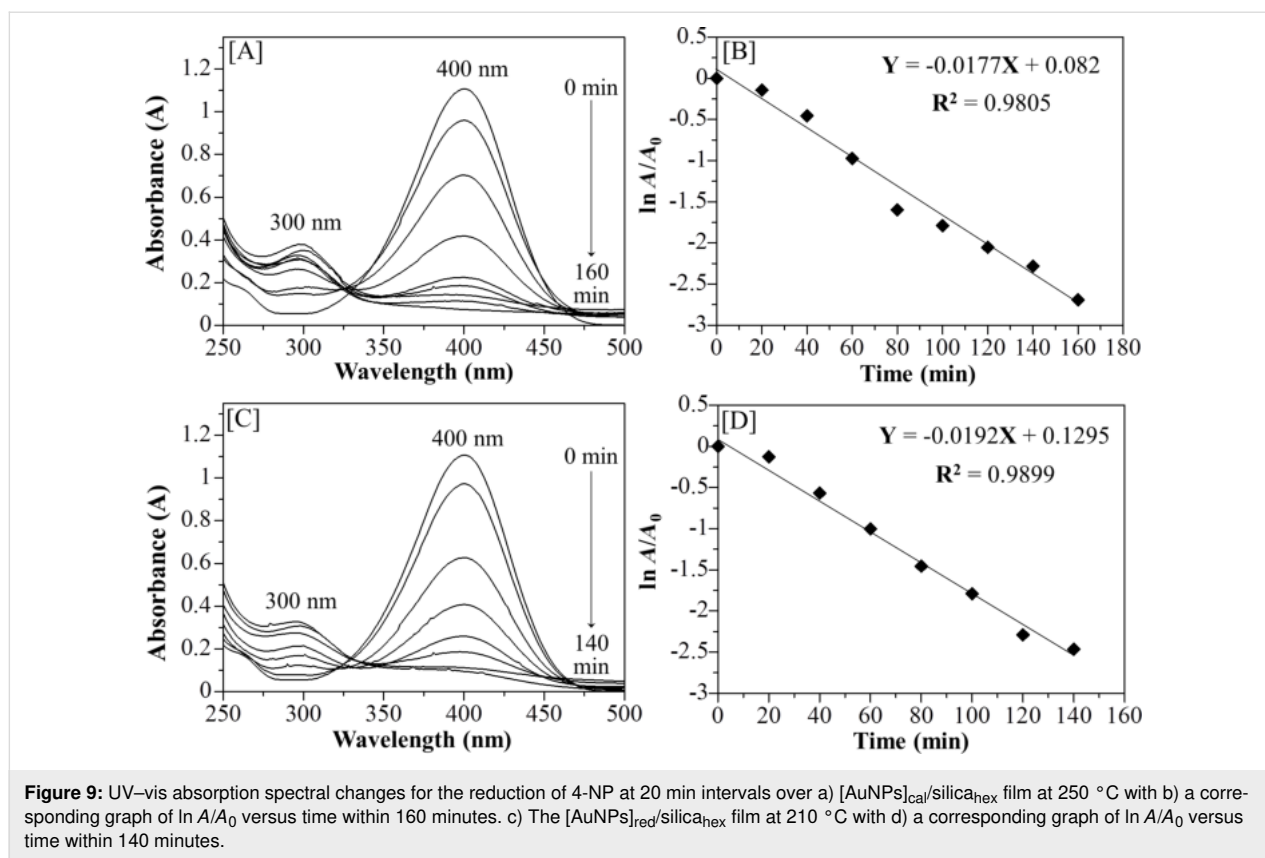 [A]
400 nm
0 min
300 nm
160
min
Absorbance (A)
1.2
1
0.8
0.6
0.4
0.2
0
250 300 350 400 450 500
Wavelength (nm)
[B]
Y = -0.0177X + 0.082
R² = 0.9805
ln A/A₀
0.5
0
-0.5
-1
-1.5
-2
-2.5
-3
0 20 40 60 80 100 120 140 160 180
Time (min)
[C]
400 nm
0 min
300 nm
140
min
Absorbance (A)
1.2
1
0.8
0.6
0.4
0.2
0
250 300 350 400 450 500
Wavelength (nm)
[D]
Y = -0.0192X + 0.1295
R² = 0.9899
ln A/A₀
0.5
0
-0.5
-1
-1.5
-2
-2.5
-3
0 20 40 60 80 100 120 140 160
Time (min)
Figure 9: UV–vis absorption spectral changes for the reduction of 4-NP at 20 min intervals over a) [AuNPs]cal/silicahex film at 250 °C with b) a corre-
sponding graph of ln A/A₀ versus time within 160 minutes. c) The [AuNPs]red/silicahex film at 210 °C with d) a corresponding graph of ln A/A₀ versus
time within 140 minutes.